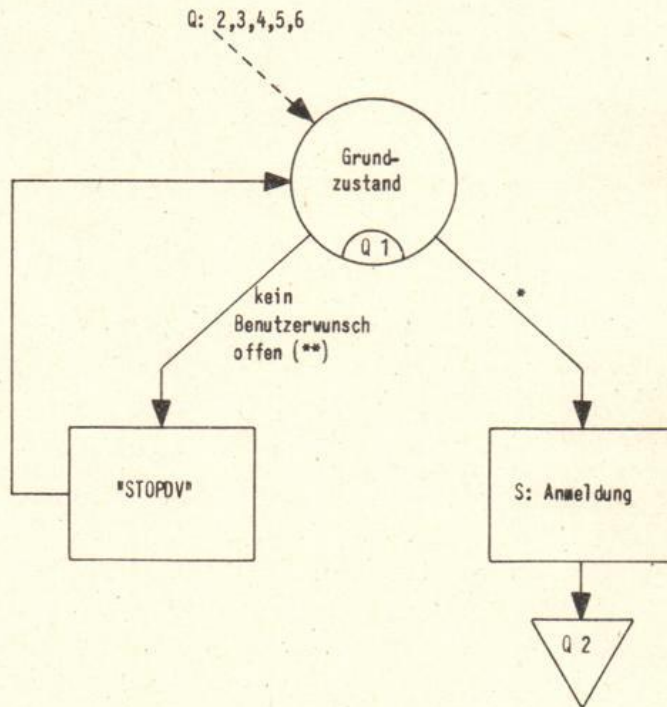 Q: 2,3,4,5,6
Grund-
zustand
Q 1
kein
Benutzerwunsch
offen (**)
*
"STOPDV"
S: Anmeldung
Q 2